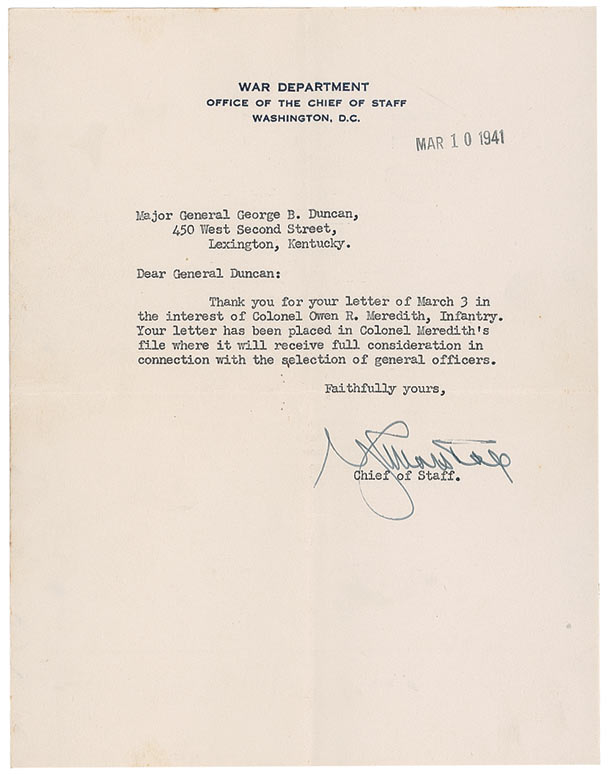 WAR DEPARTMENT
OFFICE OF THE CHIEF OF STAFF
WASHINGTON, D.C.
MAR 10 1941
Major General George B. Duncan,
450 West Second Street,
Lexington, Kentucky.
Dear General Duncan:
Thank you for your letter of March 3 in
the interest of Colonel Owen R. Meredith, Infantry.
Your letter has been placed in Colonel Meredith's
file where it will receive full consideration in
connection with the selection of general officers.
Faithfully yours,
Chief of Staff.